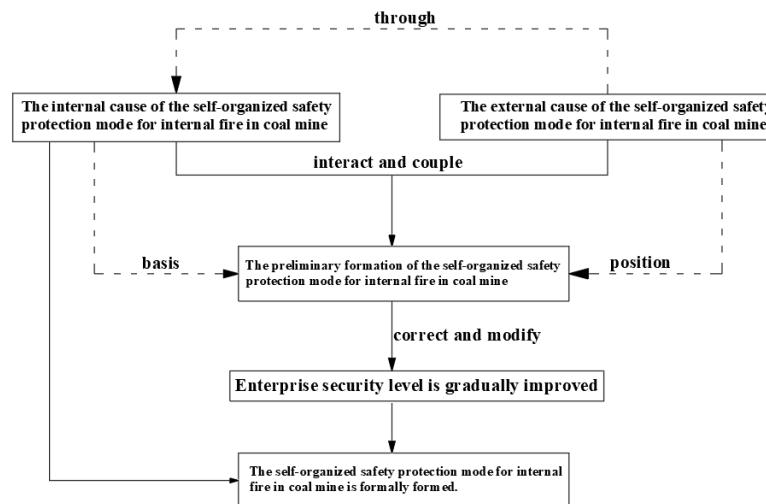 through
The internal cause of the self-organized safety
protection mode for internal fire in coal mine
The external cause of the self-organized safety
protection mode for internal fire in coal mine
interact and couple
basis
The preliminary formation of the self-organized safety
protection mode for internal fire in coal mine
position
correct and modify
Enterprise security level is gradually improved
The self-organized safety protection mode for internal
fire in coal mine is formally formed.